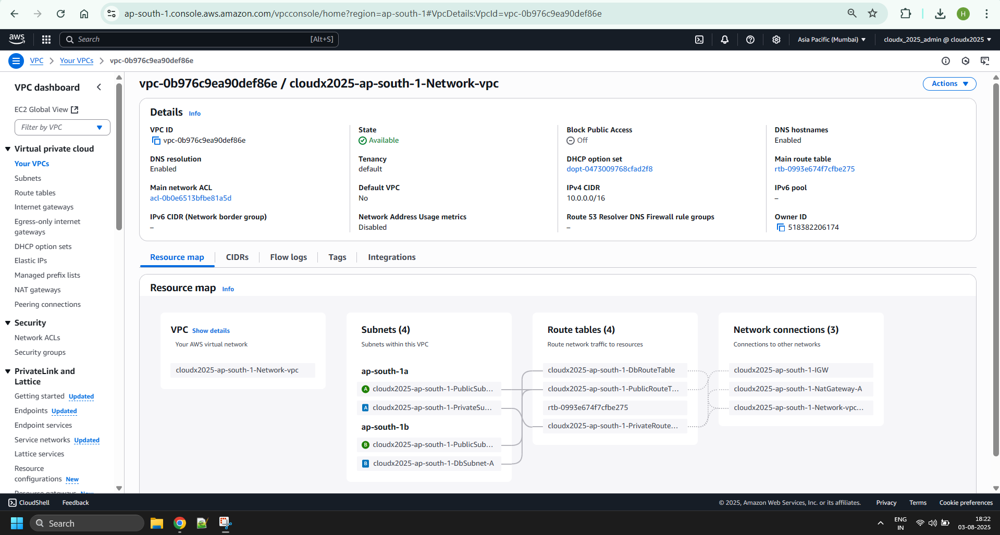 ap-south-1.console.aws.amazon.com/vpcconsole/home?region=ap-south-1#VpcDetails:VpcId=vpc-0b976c9ea90def86e
H
aws
Search
[Alt+S]
Asia Pacific (Mumbai)
cloudx_2025_admin @ cloudx2025
VPC
Your VPCs
vpc-0b976c9ea90def86e
VPC dashboard
EC2 Global View
Filter by VPC
Virtual private cloud
Your VPCs
Subnets
Route tables
Internet gateways
Egress-only internet
gateways
DHCP option sets
Elastic IPs
Managed prefix lists
NAT gateways
Peering connections
Security
Network ACLs
Security groups
PrivateLink and
Lattice
Getting started Updated
Endpoints Updated
Endpoint services
Service networks Updated
Lattice services
Resource
configurations New
Resource gateways New
vpc-0b976c9ea90def86e / cloudx2025-ap-south-1-Network-vpc
Actions
Details Info
VPC ID
vpc-0b976c9ea90def86e
State
Available
Block Public Access
Off
DNS hostnames
Enabled
DNS resolution
Enabled
Tenancy
default
DHCP option set
dopt-0473009768cfad2f8
Main route table
rtb-0993e674f7cfbe275
Main network ACL
acl-0b0e6513bfbe81a5d
Default VPC
No
IPv4 CIDR
10.0.0.0/16
IPv6 pool
–
IPv6 CIDR (Network border group)
–
Network Address Usage metrics
Disabled
Route 53 Resolver DNS Firewall rule groups
–
Owner ID
518382206174
Resource map
CIDRs
Flow logs
Tags
Integrations
Resource map Info
VPC Show details
Your AWS virtual network
cloudx2025-ap-south-1-Network-vpc
Subnets (4)
Subnets within this VPC
ap-south-1a
A cloudx2025-ap-south-1-PublicSub...
A cloudx2025-ap-south-1-PrivateSu...
ap-south-1b
B cloudx2025-ap-south-1-PublicSub...
B cloudx2025-ap-south-1-DbSubnet-A
Route tables (4)
Route network traffic to resources
cloudx2025-ap-south-1-DbRouteTable
cloudx2025-ap-south-1-PublicRouteT...
rtb-0993e674f7cfbe275
cloudx2025-ap-south-1-PrivateRoute...
Network connections (3)
Connections to other networks
cloudx2025-ap-south-1-IGW
cloudx2025-ap-south-1-NatGateway-A
cloudx2025-ap-south-1-Network-vpc...
CloudShell
Feedback
© 2025, Amazon Web Services, Inc. or its affiliates.
Privacy
Terms
Cookie preferences
Search
ENG
IN
18:22
03-08-2025